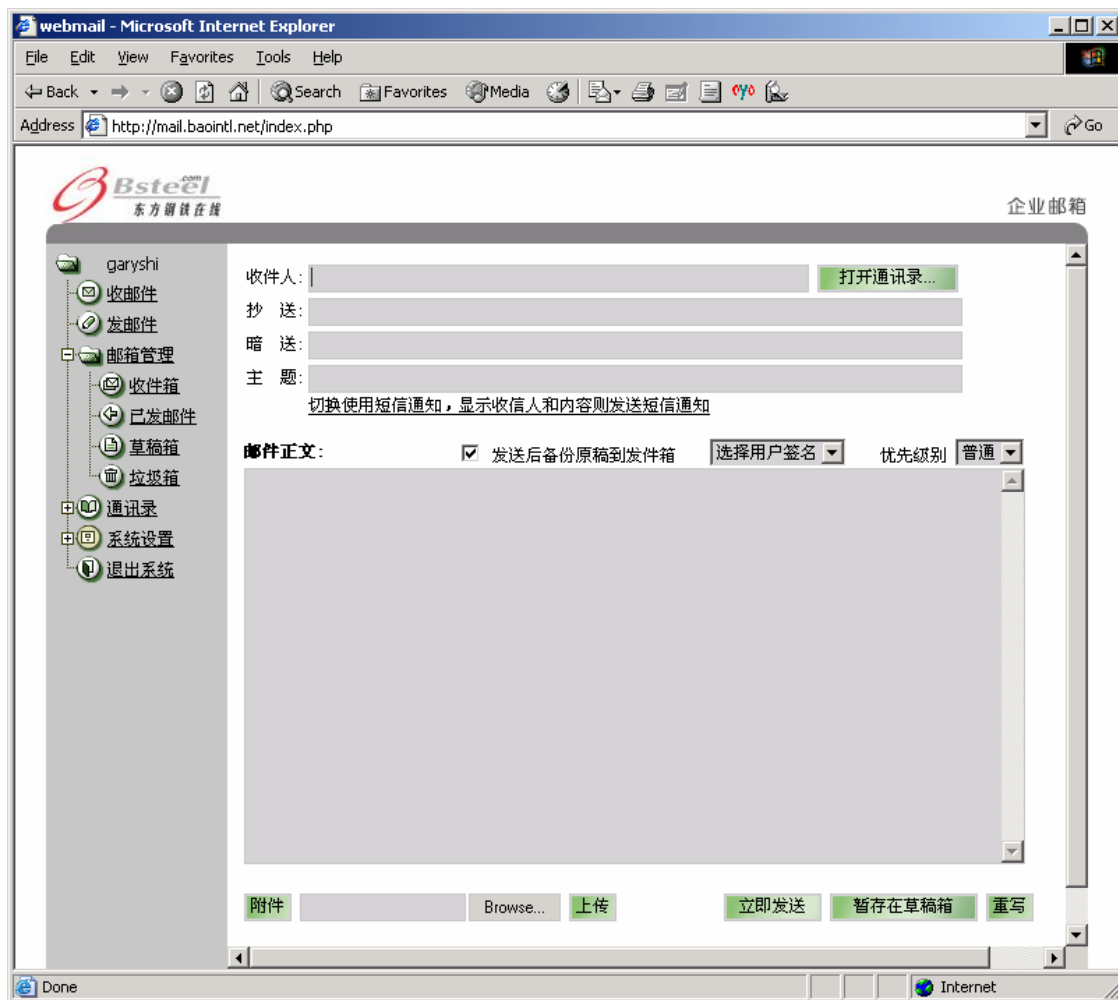 webmail - Microsoft Internet Explorer
File Edit View Favorites Tools Help
Back Search Favorites Media
Address http://mail.baointl.net/index.php Go
Bsteel.com
东方钢铁在线
企业邮箱
garyshi
收邮件
发邮件
邮箱管理
收件箱
已发邮件
草稿箱
垃圾箱
通讯录
系统设置
退出系统
收件人: 打开通讯录...
抄 送:
暗 送:
主 题:
切换使用短信通知，显示收信人和内容则发送短信通知
邮件正文: 发送后备份原稿到发件箱 选择用户签名 优先级别 普通
附件 Browse... 上传 立即发送 暂存在草稿箱 重写
Done Internet